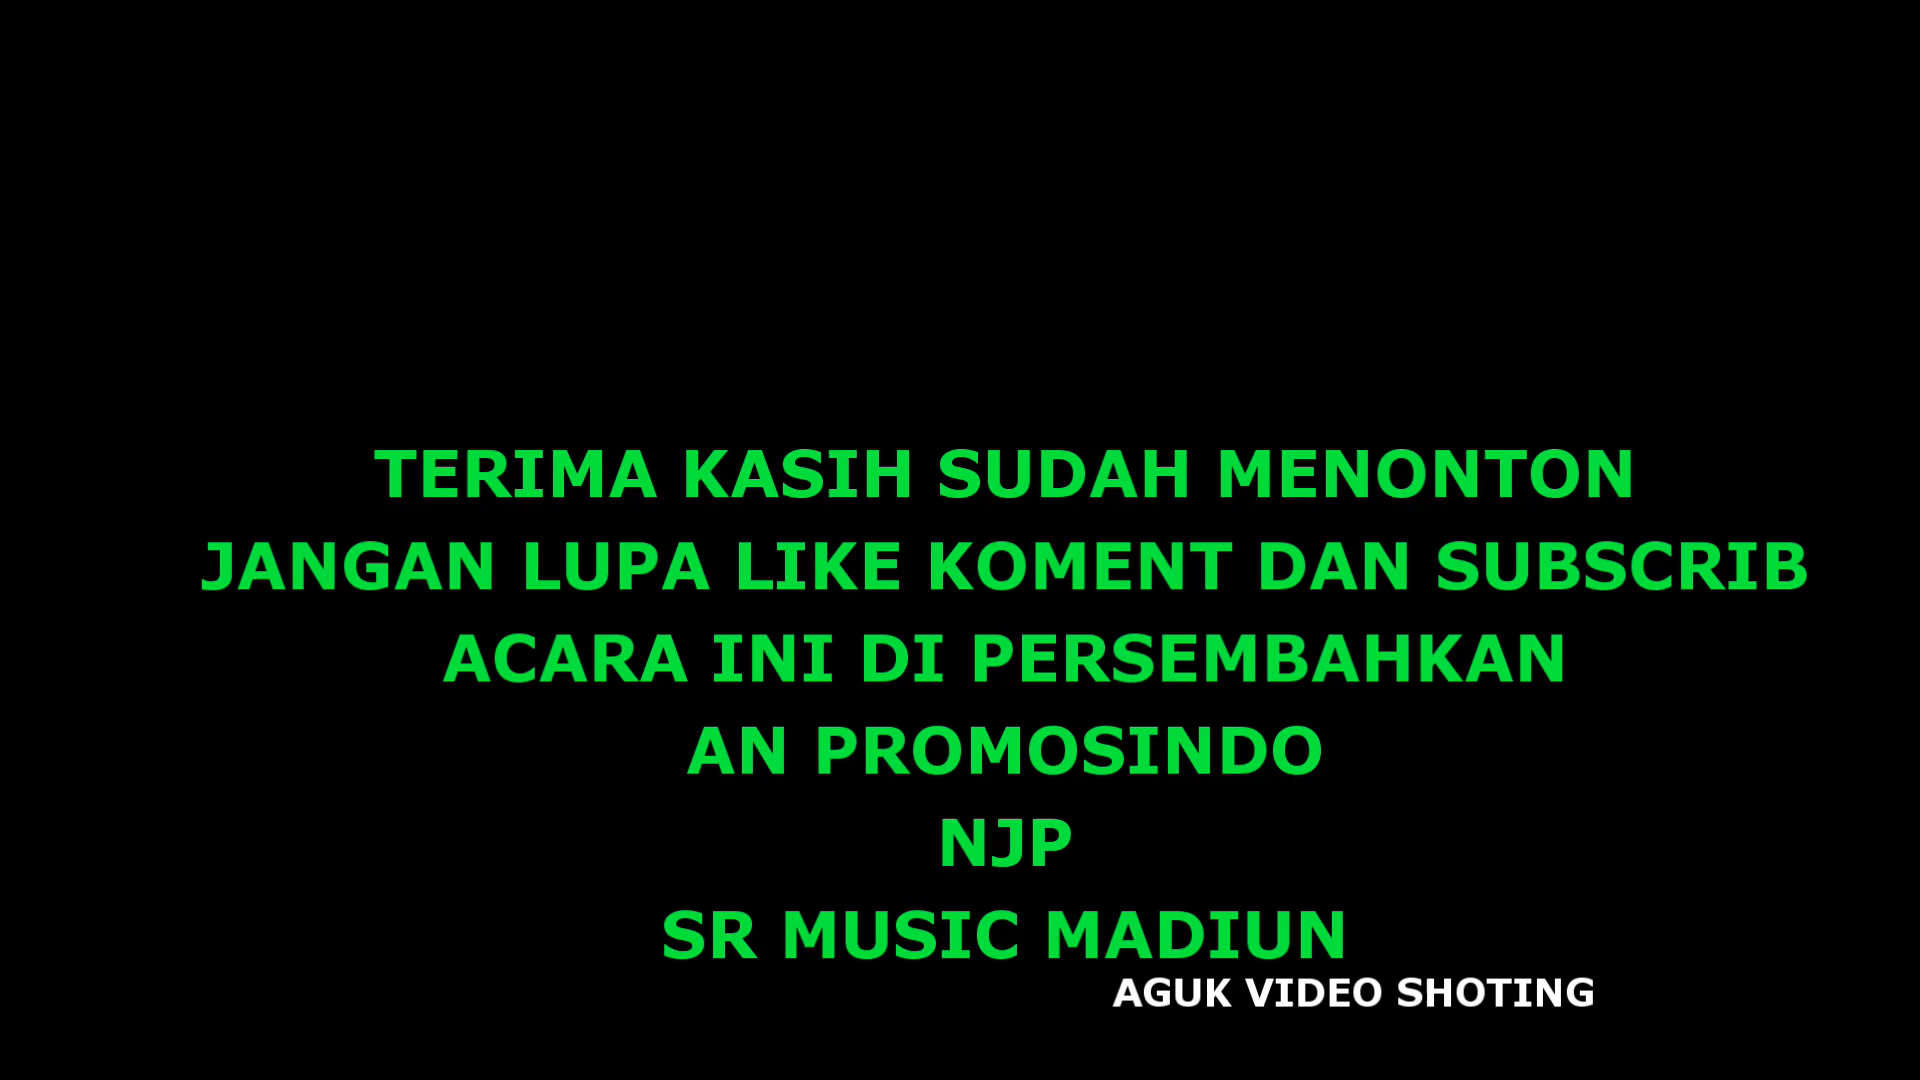 TERIMA KASIH SUDAH MENONTON
JANGAN LUPA LIKE KOMENT DAN SUBSCRIB
ACARA INI DI PERSEMBAHKAN
AN PROMOSINDO
NJP
SR MUSIC MADIUN
AGUK VIDEO SHOTING